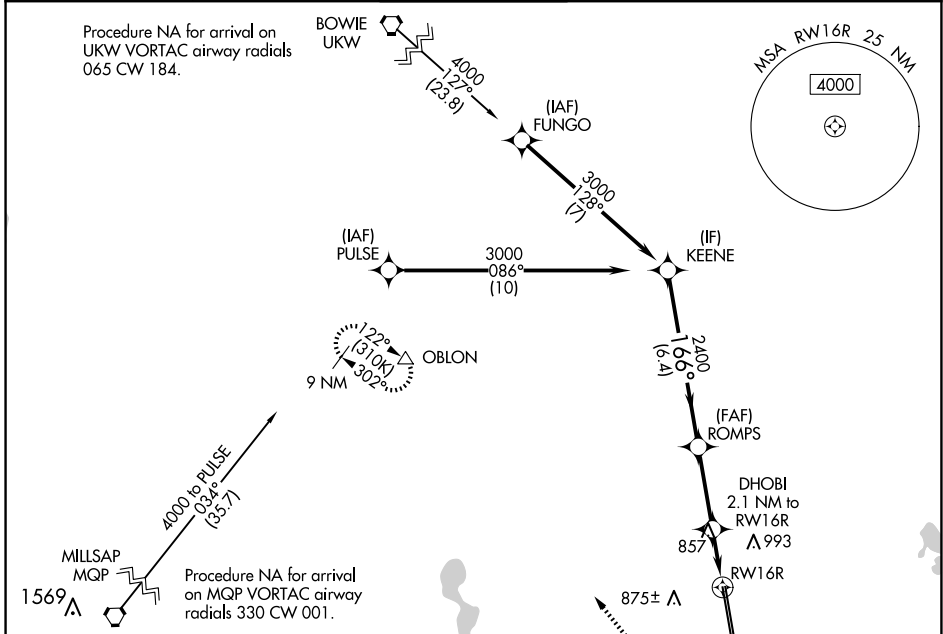 Procedure NA for arrival on
UKW VORTAC airway radials
065 CW 184.
BOWIE
UKW
4000
127°
(23.8)
(IAF)
FUNGO
MSA RW16R 25 NM
4000
3000
128°
(7)
(IAF)
PULSE
3000
086°
(10)
(IF)
KEENE
122°
(310K)
302°
OBLON
9 NM
2400
166°
(6.4)
(FAF)
ROMPS
4000 to PULSE
034°
(35.7)
DHOBI
2.1 NM to
RW16R
857
993
MILLSAP
MQP
1569
Procedure NA for arrival
on MQP VORTAC airway
radials 330 CW 001.
RW16R
875±